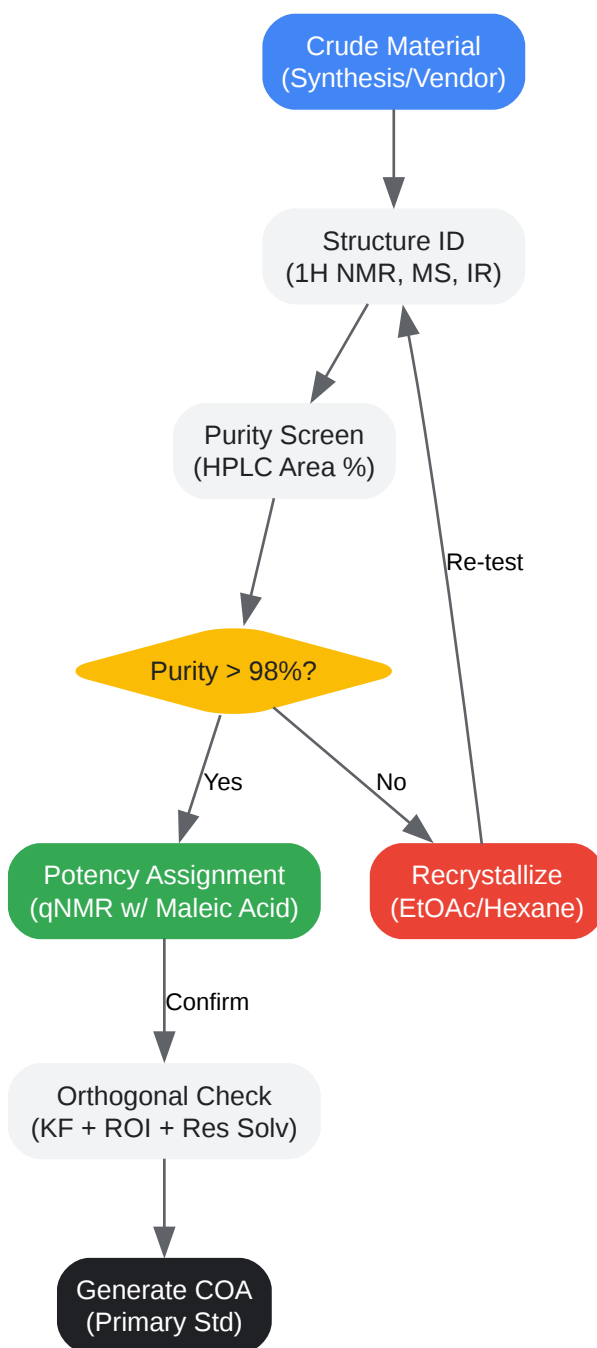 Crude Material
(Synthesis/Vendor)
Structure ID
(1H NMR, MS, IR)
Purity Screen
(HPLC Area %)
Re-test
Purity > 98%?
Yes
No
Potency Assignment
(qNMR w/ Maleic Acid)
Recrystallize
(EtOAc/Hexane)
Confirm
Orthogonal Check
(KF + ROI + Res Solv)
Generate COA
(Primary Std)